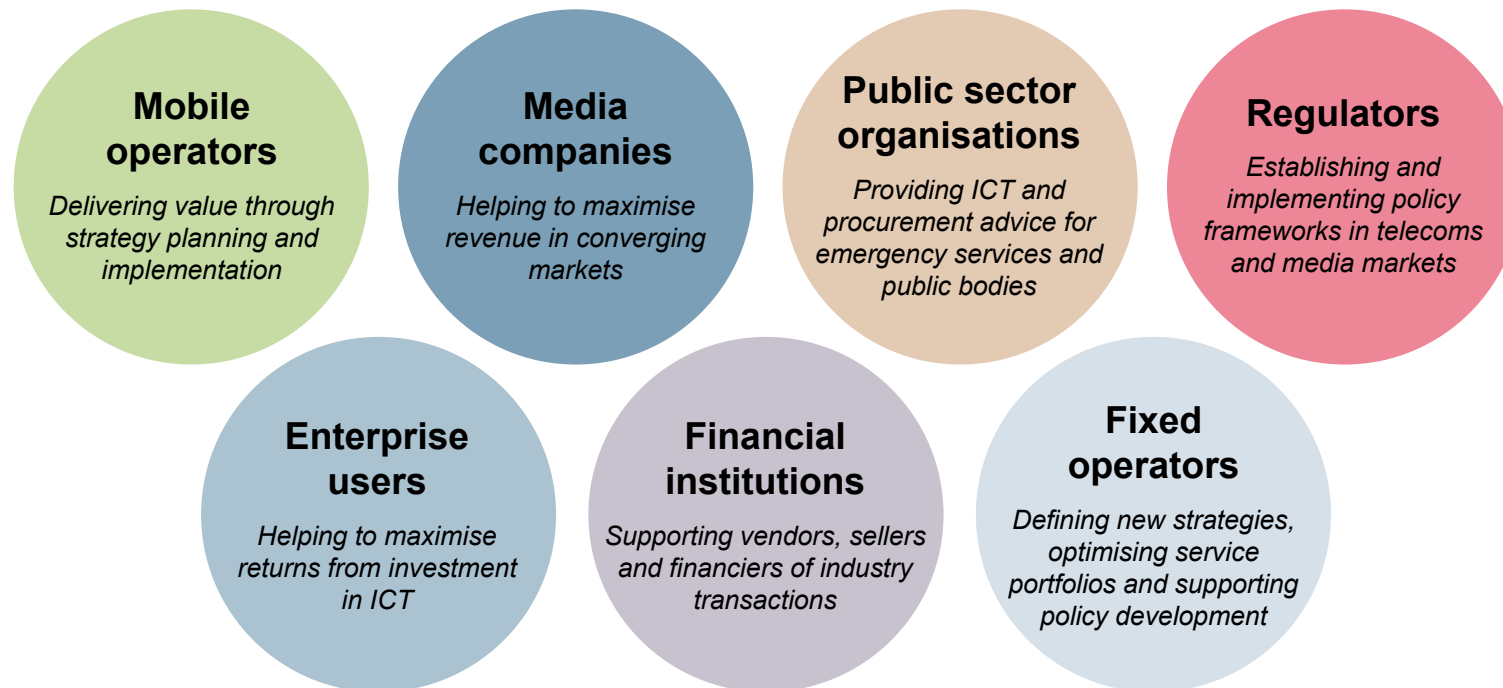 Mobile
operators
Delivering value through
strategy planning and
implementation
Media
companies
Helping to maximise
revenue in converging
markets
Public sector
organisations
Providing ICT and
procurement advice for
emergency services and
public bodies
Regulators
Establishing and
implementing policy
frameworks in telecoms
and media markets
Enterprise
users
Helping to maximise
returns from investment
in ICT
Financial
institutions
Supporting vendors, sellers
and financiers of industry
transactions
Fixed
operators
Defining new strategies,
optimising service
portfolios and supporting
policy development